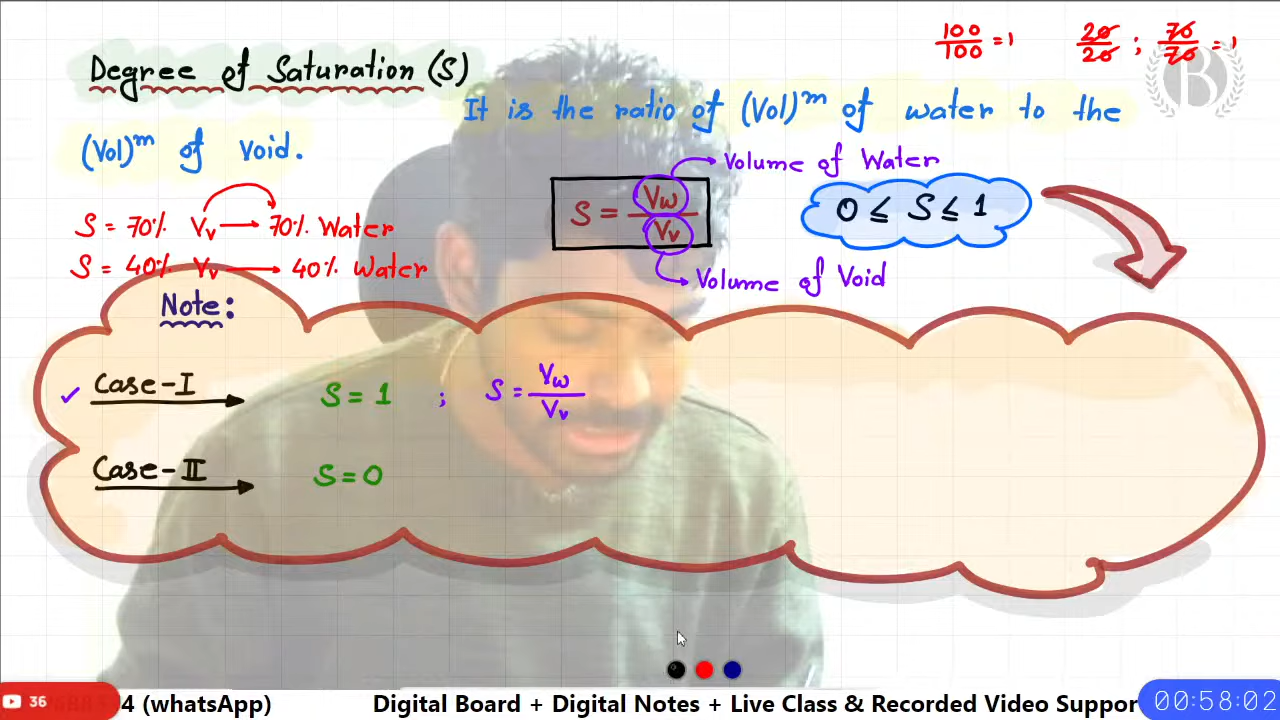 100/100 = 1 20/20 ; 70/70 = 1
B
Degree of Saturation (S)
It is the ratio of (Vol)ᵐ of water to the
(Vol)ᵐ of void.
S = Vw/Vv
Volume of Water
Volume of Void
0 ≤ S ≤ 1
S = 70% Vv → 70% Water
S = 40% Vv → 40% Water
Note:
Case-I → S = 1 ; S = Vw/Vv
Case-II → S = 0
36
4 (whatsApp)
Digital Board + Digital Notes + Live Class & Recorded Video Suppor
00:58:02